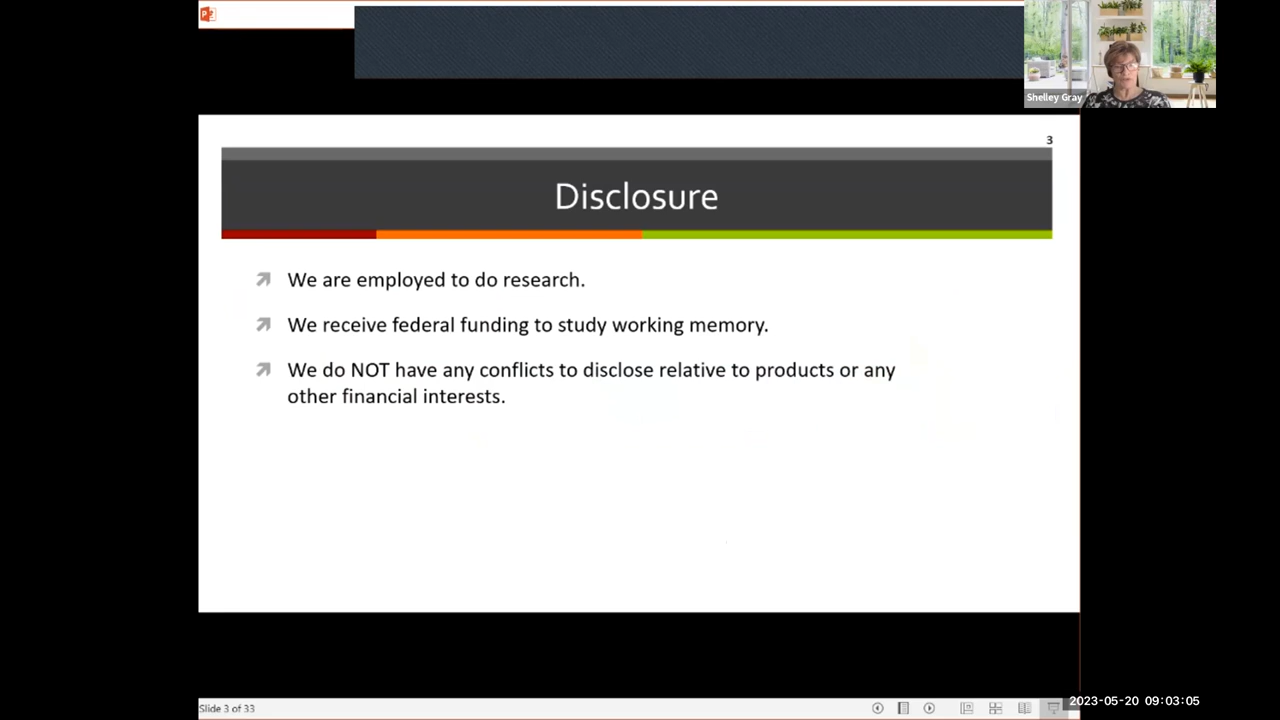 Shelley Gray
3
Disclosure
We are employed to do research.
We receive federal funding to study working memory.
We do NOT have any conflicts to disclose relative to products or any
other financial interests.
Slide 3 of 33
2023-05-20 09:03:05